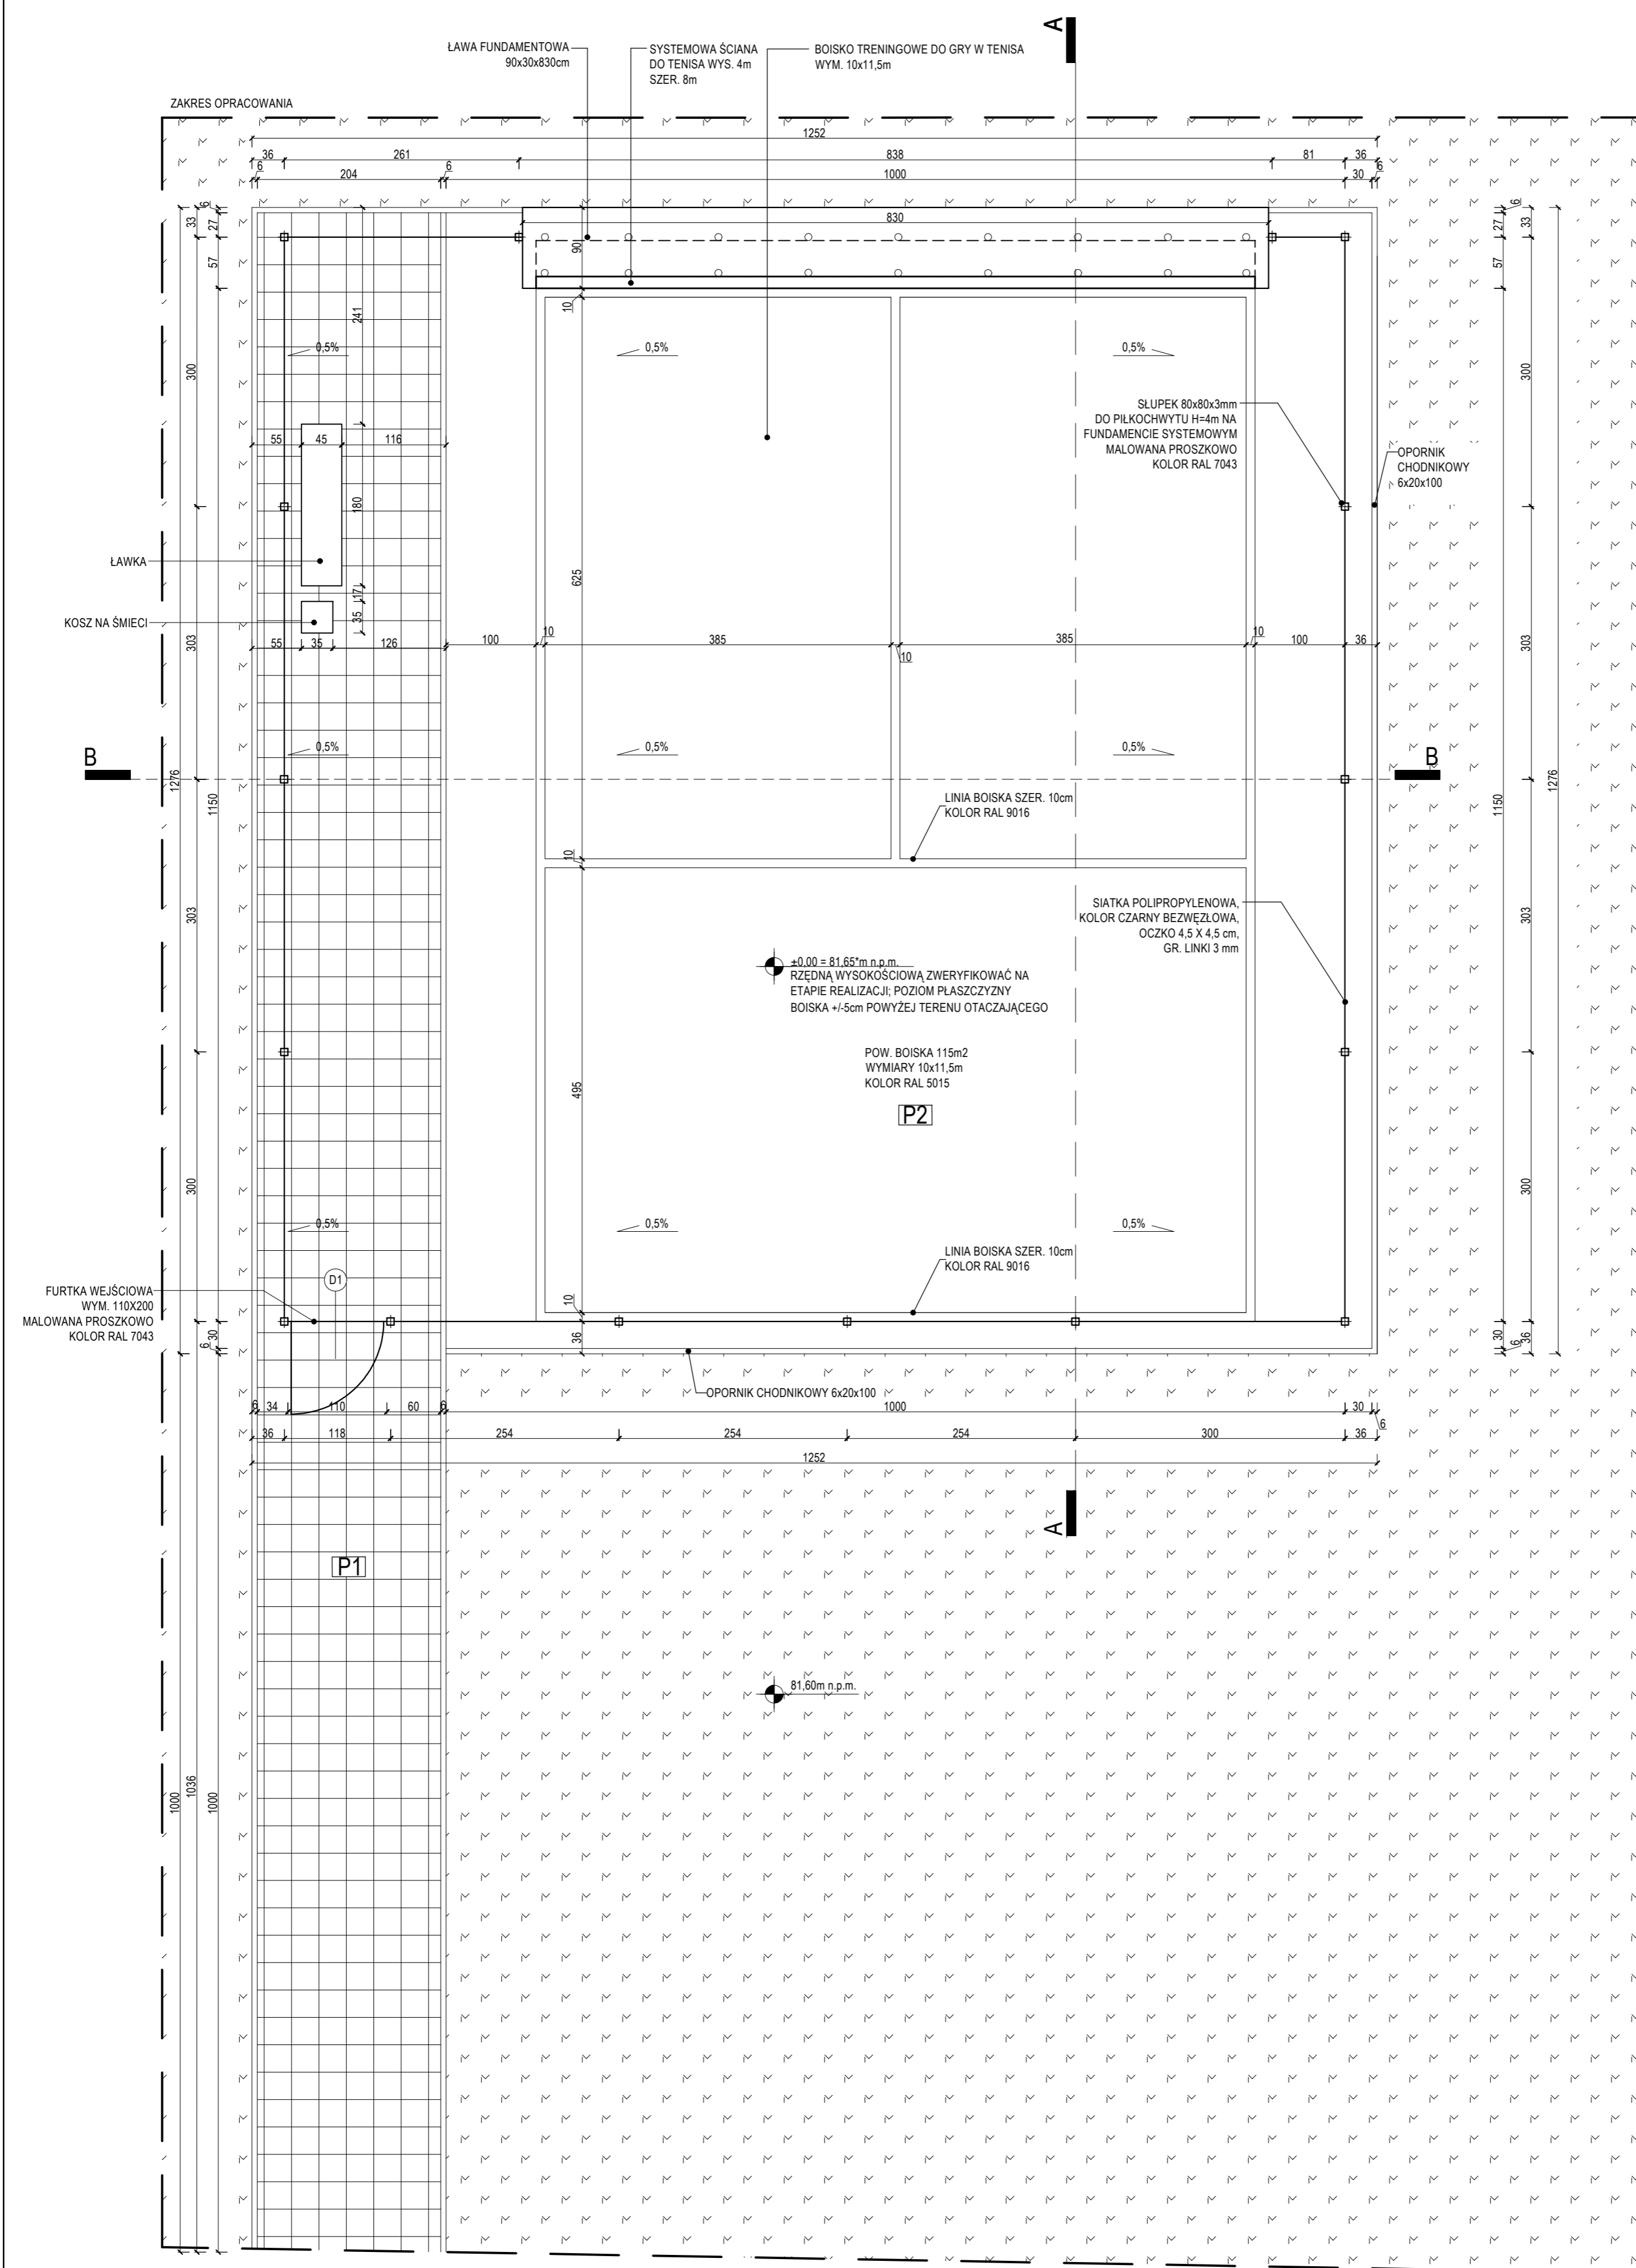 A
ŁAWA FUNDAMENTOWA
90x30x830cm
SYSTEMOWA ŚCIANA
DO TENISA WYS. 4m
SZER. 8m
BOISKO TRENINGOWE DO GRY W TENISA
WYM. 10x11,5m
ZAKRES OPRACOWANIA
1252
36 261 838 81 36
6 204 6 1000 30 6
33 27 6
830
27 6 33
57
90
57
10
241
0,5% 0,5% 0,5%
300
300
SŁUPEK 80x80x3mm
DO PIŁKOCHWYTU H=4m NA
FUNDAMENCIE SYSTEMOWYM
MALOWANA PROSZKOWO
KOLOR RAL 7043
OPORNIK
CHODNIKOWY
6x20x100
55 45 116
180
ŁAWKA
625
17
KOSZ NA ŚMIECI
35
55 35 126
303
100 10 385 10 385 10 100 36
303
B
0,5% 0,5% 0,5%
B
1276
1150
1150
1276
LINIA BOISKA SZER. 10cm
KOLOR RAL 9016
10
303
303
SIATKA POLIPROPYLENOWA,
KOLOR CZARNY BEZWĘZŁOWA,
OCZKO 4,5 X 4,5 cm,
GR. LINKI 3 mm
±0,00 = 81,65*m n.p.m.
RZĘDNĄ WYSOKOŚCIOWĄ ZWERYFIKOWAĆ NA
ETAPIE REALIZACJI; POZIOM PŁASZCZYZNY
BOISKA +/-5cm POWYŻEJ TERENU OTACZAJĄCEGO
POW. BOISKA 115m2
WYMIARY 10x11,5m
KOLOR RAL 5015
495
P2
300
300
0,5% 0,5% 0,5%
LINIA BOISKA SZER. 10cm
KOLOR RAL 9016
D1
FURTKA WEJŚCIOWA
WYM. 110X200
MALOWANA PROSZKOWO
KOLOR RAL 7043
10
6 30
36
30 6 36
OPORNIK CHODNIKOWY 6x20x100
6 34 110 60 6 1000 30 6
36 118 254 254 254 300 36
1252
A
P1
81,60m n.p.m.
1000
1036
1000